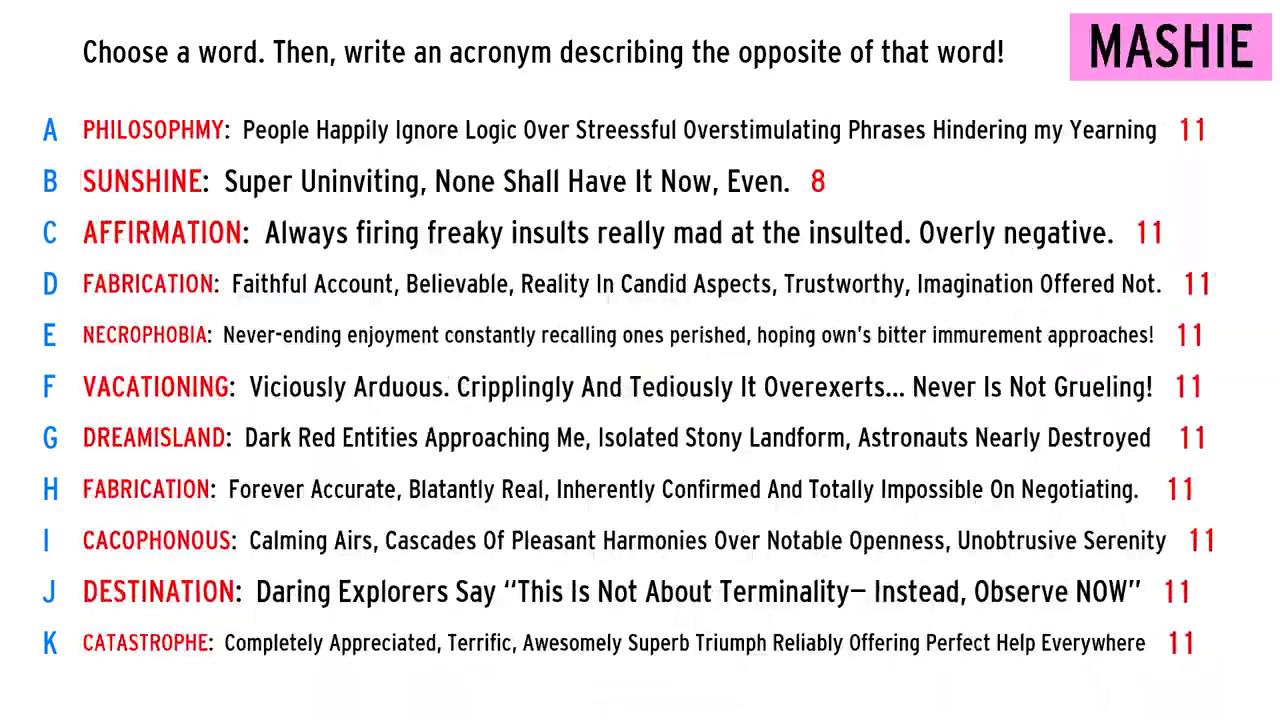 Choose a word. Then, write an acronym describing the opposite of that word!
MASHIE
A PHILOSOPHMY: People Happily Ignore Logic Over Streessful Overstimulating Phrases Hindering my Yearning 11
B SUNSHINE: Super Uninviting, None Shall Have It Now, Even. 8
C AFFIRMATION: Always firing freaky insults really mad at the insulted. Overly negative. 11
D FABRICATION: Faithful Account, Believable, Reality In Candid Aspects, Trustworthy, Imagination Offered Not. 11
E NECROPHOBIA: Never-ending enjoyment constantly recalling ones perished, hoping own's bitter immurement approaches! 11
F VACATIONING: Viciously Arduous. Cripplingly And Tediously It Overexerts... Never Is Not Grueling! 11
G DREAMISLAND: Dark Red Entities Approaching Me, Isolated Stony Landform, Astronauts Nearly Destroyed 11
H FABRICATION: Forever Accurate, Blatantly Real, Inherently Confirmed And Totally Impossible On Negotiating. 11
I CACOPHONOUS: Calming Airs, Cascades Of Pleasant Harmonies Over Notable Openness, Unobtrusive Serenity 11
J DESTINATION: Daring Explorers Say “This Is Not About Terminality— Instead, Observe NOW” 11
K CATASTROPHE: Completely Appreciated, Terrific, Awesomely Superb Triumph Reliably Offering Perfect Help Everywhere 11